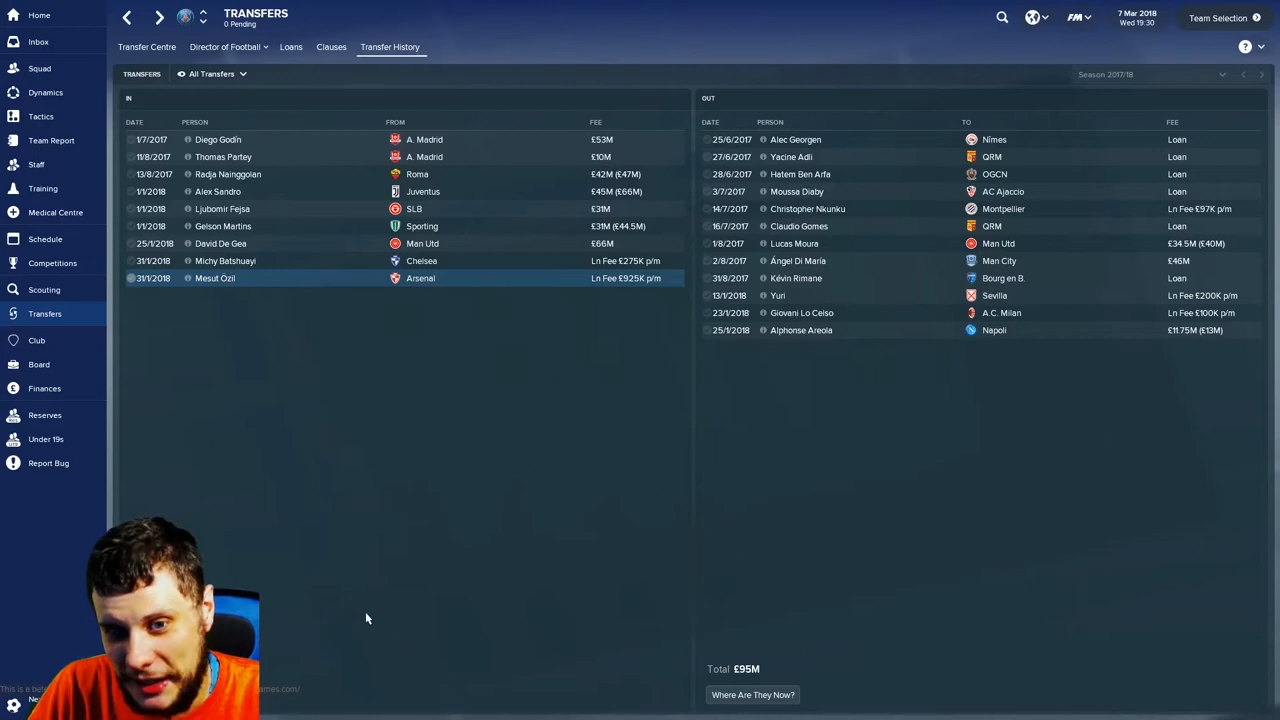 TRANSFERS
0 Pending
7 Mar 2018
Wed 19:30
FM
Team Selection
Home
Inbox
Squad
Dynamics
Tactics
Team Report
Staff
Training
Medical Centre
Schedule
Competitions
Scouting
Transfers
Club
Board
Finances
Reserves
Under 19s
Report Bug
Transfer Centre Director of Football Loans Clauses Transfer History
?
TRANSFERS All Transfers
Season 2017/18
IN
DATE PERSON FROM FEE
1/7/2017 Diego Godín A. Madrid £53M
11/8/2017 Thomas Partey A. Madrid £10M
13/8/2017 Radja Nainggolan Roma £42M (£47M)
1/1/2018 Alex Sandro Juventus £45M (£66M)
1/1/2018 Ljubomir Fejsa SLB £31M
1/1/2018 Gelson Martins Sporting £31M (£44.5M)
25/1/2018 David De Gea Man Utd £66M
31/1/2018 Michy Batshuayi Chelsea Ln Fee £275K p/m
31/1/2018 Mesut Özil Arsenal Ln Fee £925K p/m
OUT
DATE PERSON TO FEE
25/6/2017 Alec Georgen Nîmes Loan
27/6/2017 Yacine Adli QRM Loan
28/6/2017 Hatem Ben Arfa OGCN Loan
3/7/2017 Moussa Diaby AC Ajaccio Loan
14/7/2017 Christopher Nkunku Montpellier Ln Fee £97K p/m
16/7/2017 Claudio Gomes QRM Loan
1/8/2017 Lucas Moura Man Utd £34.5M (£40M)
2/8/2017 Ángel Di María Man City £46M
31/8/2017 Kévin Rimane Bourg en B. Loan
13/1/2018 Yuri Sevilla Ln Fee £200K p/m
23/1/2018 Giovani Lo Celso A.C. Milan Ln Fee £100K p/m
25/1/2018 Alphonse Areola Napoli £11.75M (£13M)
Total £95M
Where Are They Now?
This is a
games.com/